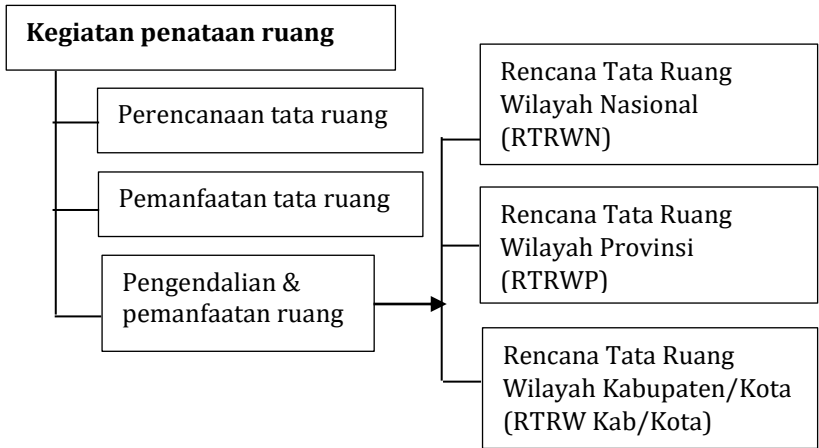 Kegiatan penataan ruang
Perencanaan tata ruang
Pemanfaatan tata ruang
Pengendalian &
pemanfaatan ruang
Rencana Tata Ruang
Wilayah Nasional
(RTRWN)
Rencana Tata Ruang
Wilayah Provinsi
(RTRWP)
Rencana Tata Ruang
Wilayah Kabupaten/Kota
(RTRW Kab/Kota)